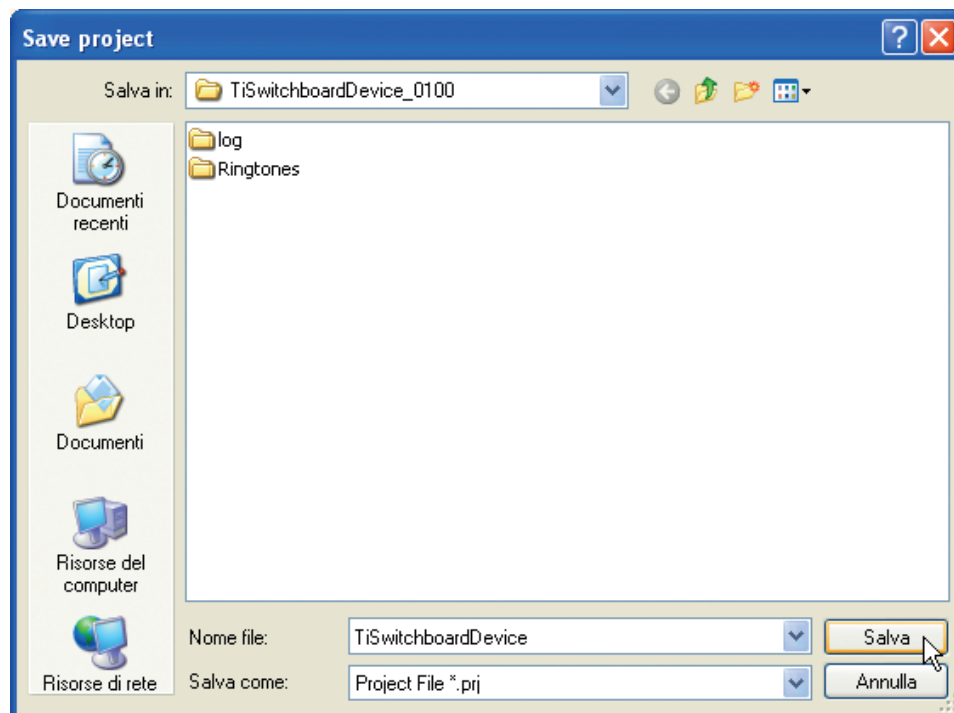 Save project
Salva in:
TiSwitchboardDevice_0100
log
Ringtones
Documenti
recenti
Desktop
Documenti
Risorse del
computer
Risorse di rete
Nome file:
TiSwitchboardDevice
Salva
Salva come:
Project File *.prj
Annulla